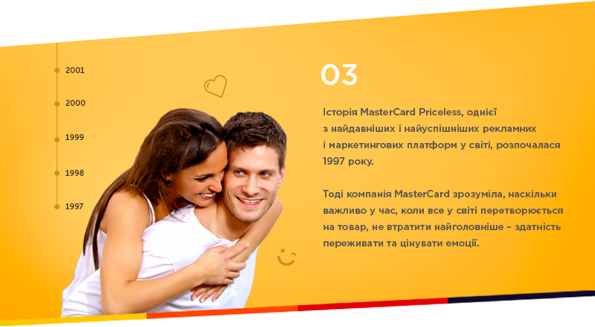 2001
2000
1999
1998
1997
03
Історія MasterCard Priceless, однієї
з найдавніших і найуспішніших рекламних
і маркетингових платформ у світі, розпочалася
1997 року.
Тоді компанія MasterCard зрозуміла, наскільки
важливо у час, коли все у світі перетворюється
на товар, не втратити найголовніше – здатність
переживати та цінувати емоції.